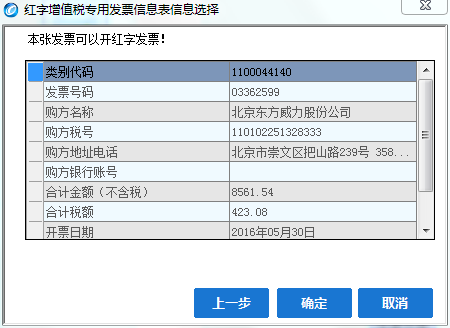 红字增值税专用发票信息表信息选择
本张发票可以开红字发票！
类别代码 1100044140
发票号码 03362599
购方名称 北京东方威力股份公司
购方税号 110102251328333
购方地址电话 北京市崇文区把山路239号 358...
购方银行账号
合计金额（不含税） 8561.54
合计税额 423.08
开票日期 2016年05月30日
上一步 确定 取消